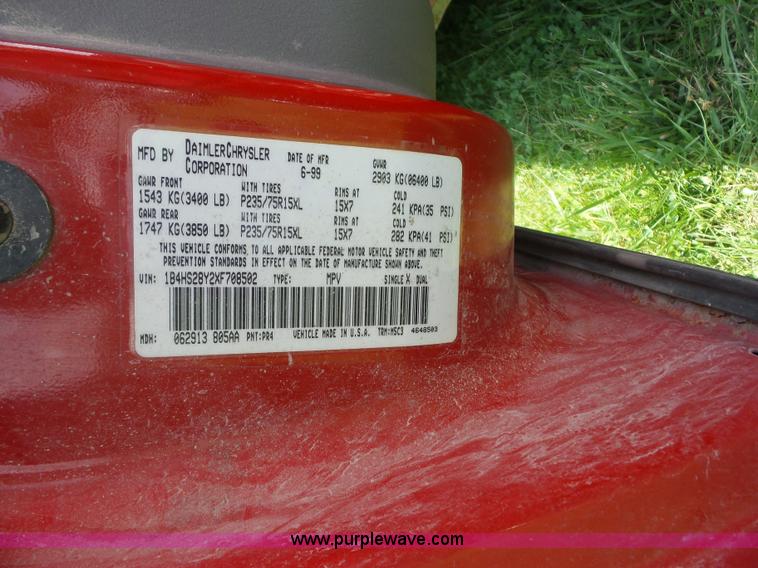 MFD BY DAIMLERCHRYSLER CORPORATION DATE OF MFR 6-99 GVWR 2903 KG(06400 LB)
GAWR FRONT WITH TIRES RIMS AT COLD
1543 KG(3400 LB) P235/75R15XL 15X7 241 KPA(35 PSI)
GAWR REAR WITH TIRES RIMS AT COLD
1747 KG(3850 LB) P235/75R15XL 15X7 282 KPA(41 PSI)
THIS VEHICLE CONFORMS TO ALL APPLICABLE FEDERAL MOTOR VEHICLE SAFETY AND THEFT
PREVENTION STANDARDS IN EFFECT ON THE DATE OF MANUFACTURE SHOWN ABOVE.
VIN: 1B4HS28Y2XF708502 TYPE: MPV SINGLE X DUAL
MDH: 062913 805AA PNT:PR4 VEHICLE MADE IN U.S.A. TRM:MSC3 4648503
www.purplewave.com